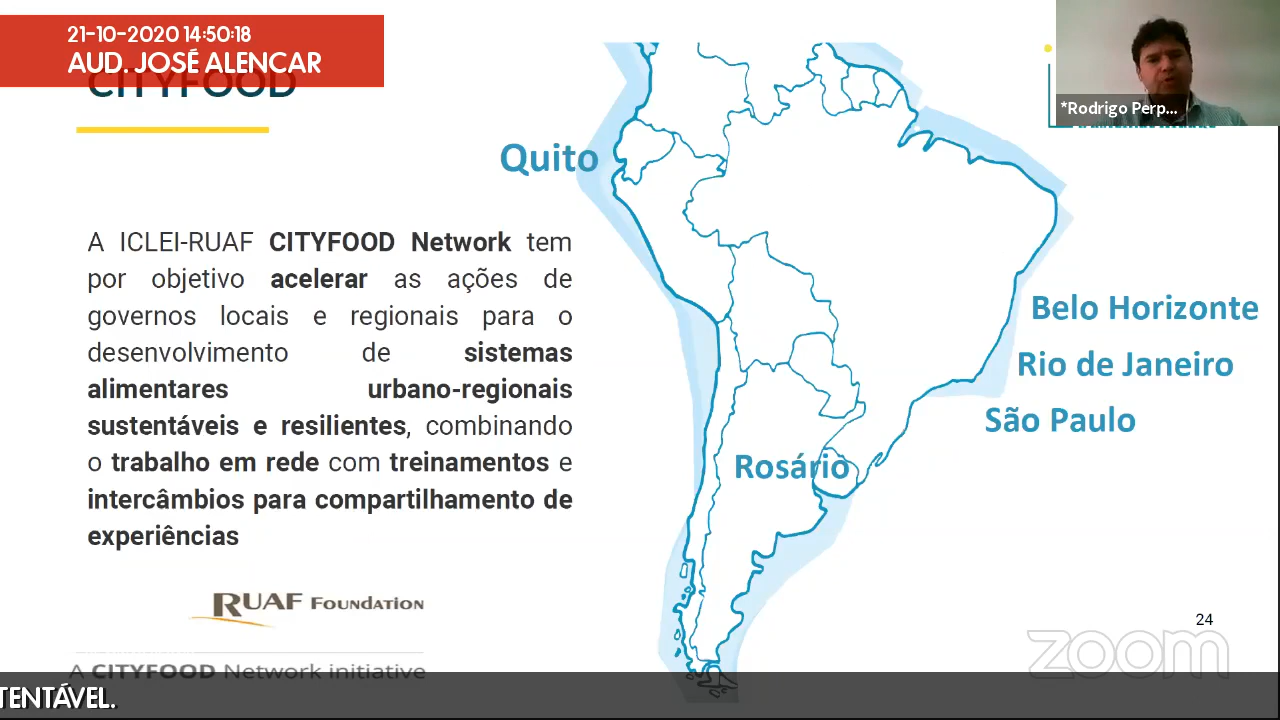 21-10-2020 14:50:18
AUD. JOSÉ ALENCAR
CITYFOOD
*Rodrigo Perp...
Quito
A ICLEI-RUAF CITYFOOD Network tem
por objetivo acelerar as ações de
governos locais e regionais para o
desenvolvimento de sistemas
alimentares urbano-regionais
sustentáveis e resilientes, combinando
o trabalho em rede com treinamentos e
intercâmbios para compartilhamento de
experiências
Belo Horizonte
Rio de Janeiro
São Paulo
Rosário
RUAF FOUNDATION
24
zoom
A CITYFOOD Network initiative
TENTÁVEL.